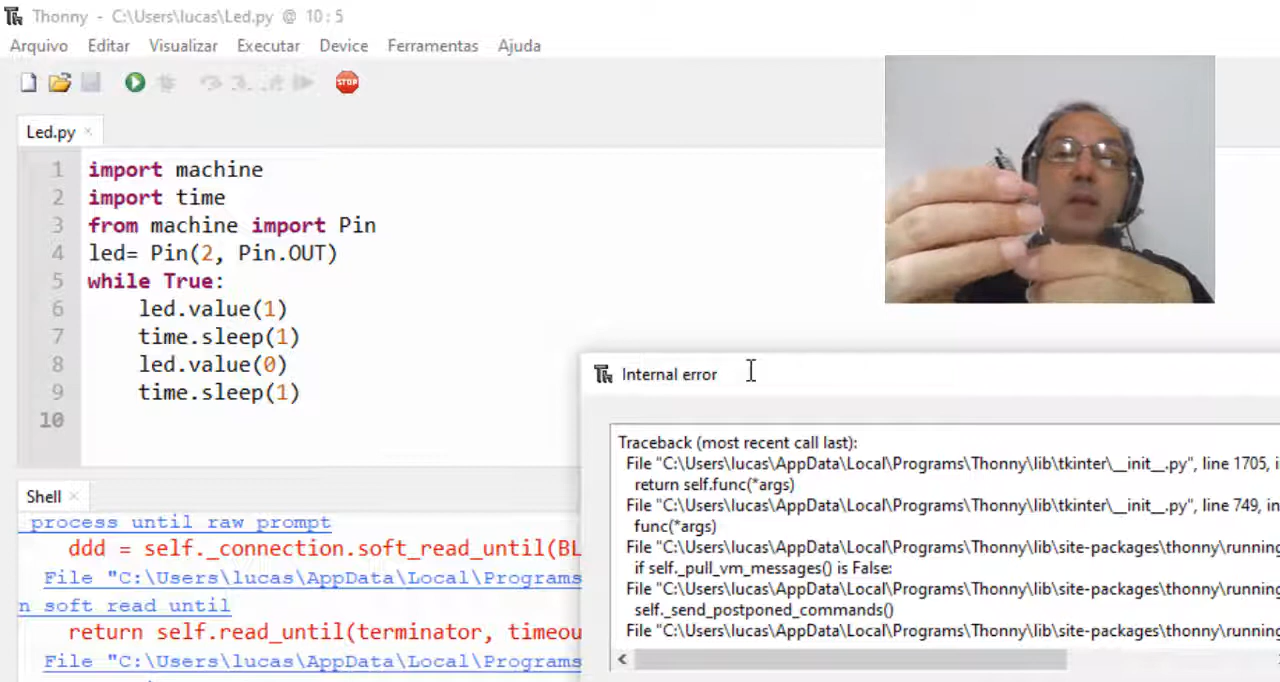 Thonny - C:\Users\lucas\Led.py @ 10:5
Arquivo Editar Visualizar Executar Device Ferramentas Ajuda
STOP
Led.py ×
1 import machine
2 import time
3 from machine import Pin
4 led= Pin(2, Pin.OUT)
5 while True:
6 led.value(1)
7 time.sleep(1)
8 led.value(0)
9 time.sleep(1)
10
Shell ×
process until raw prompt
ddd = self._connection.soft_read_until(BL
File "C:\Users\lucas\AppData\Local\Programs
n soft read until
return self.read_until(terminator, timeou
File "C:\Users\lucas\AppData\Local\Programs
Internal error
Traceback (most recent call last):
File "C:\Users\lucas\AppData\Local\Programs\Thonny\lib\tkinter\__init__.py", line 1705, i
return self.func(*args)
File "C:\Users\lucas\AppData\Local\Programs\Thonny\lib\tkinter\__init__.py", line 749, in
func(*args)
File "C:\Users\lucas\AppData\Local\Programs\Thonny\lib\site-packages\thonny\running
if self._pull_vm_messages() is False:
File "C:\Users\lucas\AppData\Local\Programs\Thonny\lib\site-packages\thonny\running
self._send_postponed_commands()
File "C:\Users\lucas\AppData\Local\Programs\Thonny\lib\site-packages\thonny\running